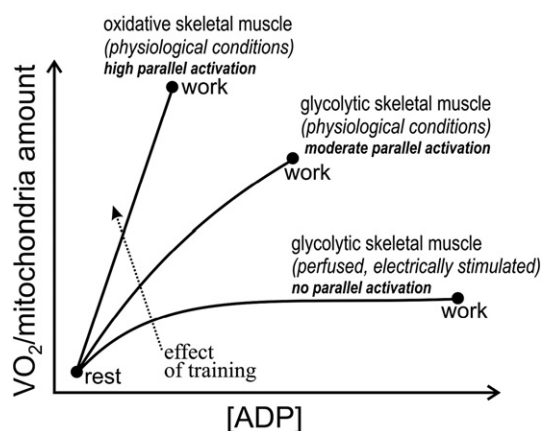 oxidative skeletal muscle
(physiological conditions)
high parallel activation
work
glycolytic skeletal muscle
(physiological conditions)
moderate parallel activation
work
glycolytic skeletal muscle
(perfused, electrically stimulated)
no parallel activation
work
effect
of training
rest
VO₂/mitochondria amount
[ADP]